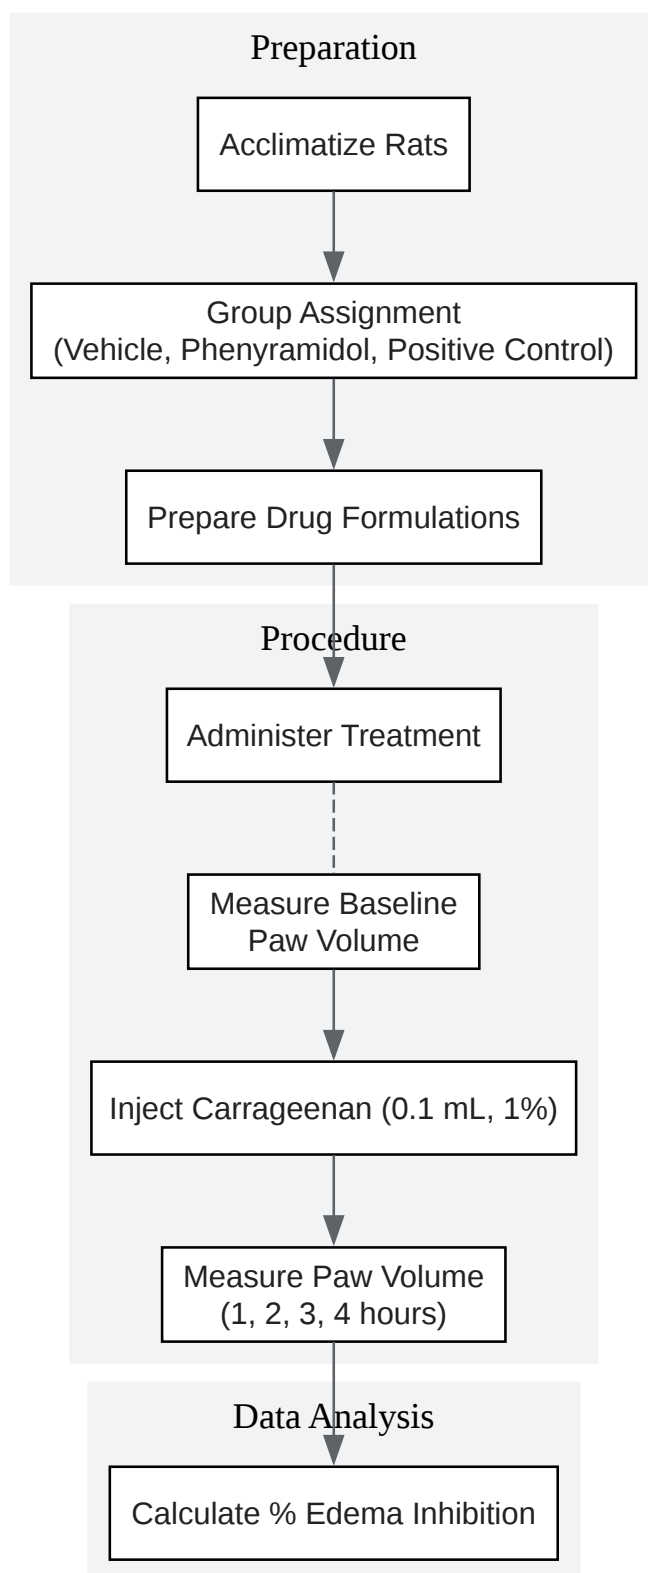 Preparation
Acclimatize Rats
Group Assignment
(Vehicle, Phenyramidol, Positive Control)
Prepare Drug Formulations
Procedure
Administer Treatment
Measure Baseline
Paw Volume
Inject Carrageenan (0.1 mL, 1%)
Measure Paw Volume
(1, 2, 3, 4 hours)
Data Analysis
Calculate % Edema Inhibition